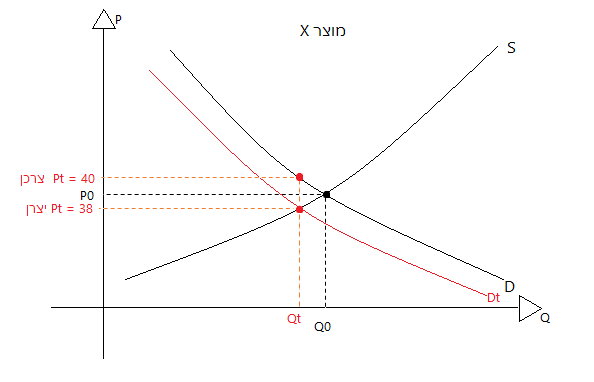 P
מוצר X
S
צרכן Pt = 40
P0
יצרן Pt = 38
D
Dt
Qt
Q0
Q